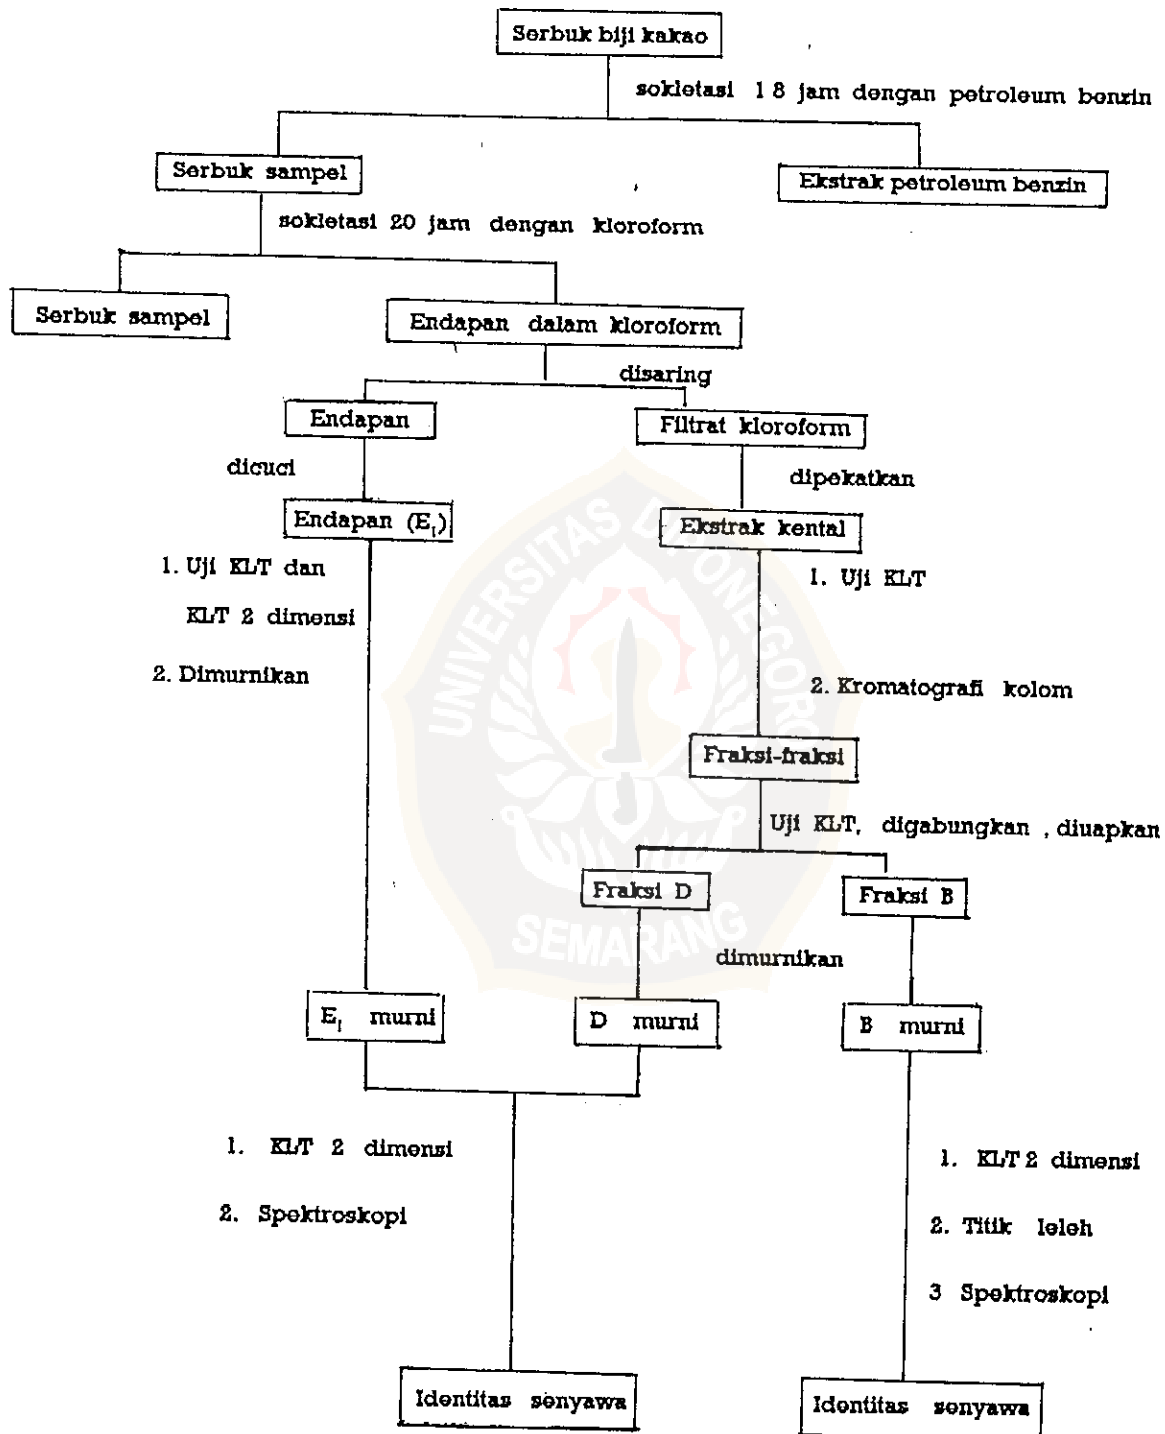 Serbuk biji kakao
sokletasi 18 jam dengan petroleum benzin
Serbuk sampel
Ekstrak petroleum benzin
sokletasi 20 jam dengan kloroform
Serbuk sampel
Endapan dalam kloroform
disaring
Endapan
Filtrat kloroform
dicuci
dipekatkan
Endapan (E₁)
Ekstrak kental
1. Uji KLT dan
KLT 2 dimensi
2. Dimurnikan
1. Uji KLT
2. Kromatografi kolom
Fraksi-fraksi
Uji KLT, digabungkan , diuapkan
Fraksi D
Fraksi B
dimurnikan
E₁ murni
D murni
B murni
1. KLT 2 dimensi
2. Spektroskopi
1. KLT 2 dimensi
2. Titik leleh
3 Spektroskopi
Identitas senyawa
Identitas senyawa
UNIVERSITAS DIPONEGORO
SEMARANG